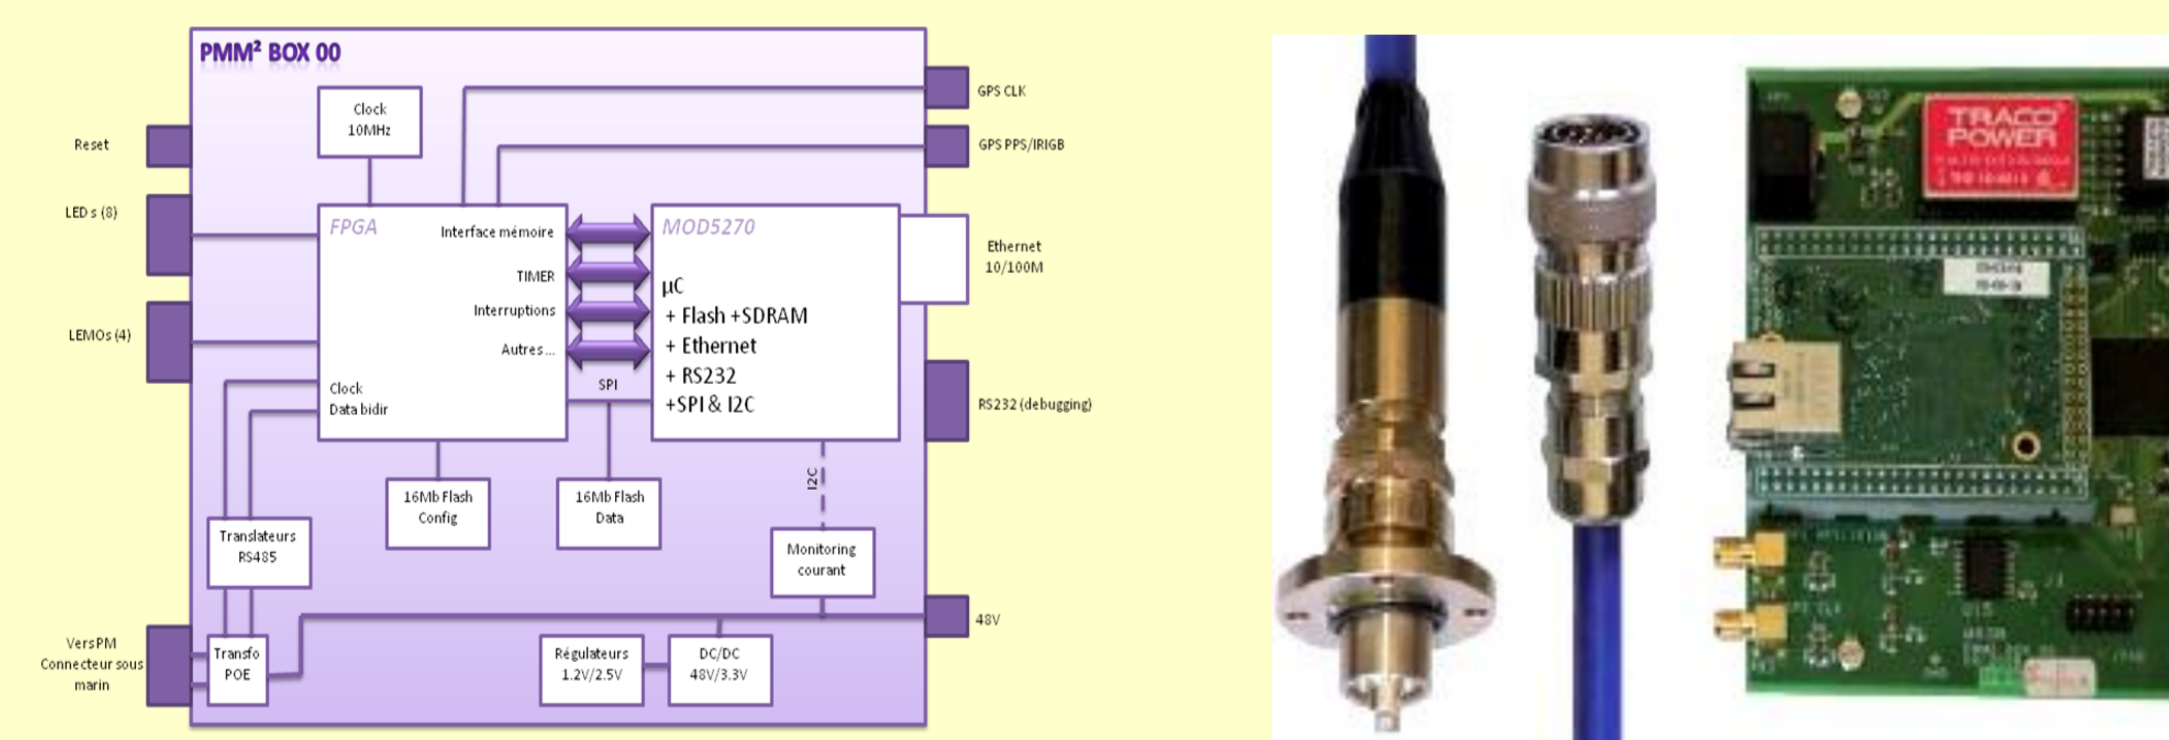 PMM² BOX 00
Clock
10MHz
GPS CLK
GPS PPS/IRIGB
Reset
LED s (8)
LEMOs (4)
FPGA
Interface mémoire
TIMER
Interruptions
Autres...
Clock
Data bidir
SPI
MOD5270
µC
+ Flash +SDRAM
+ Ethernet
+ RS232
+SPI & I2C
Ethernet
10/100M
RS232 (debugging)
I2C
16Mb Flash
Config
16Mb Flash
Data
Translateurs
RS485
Monitoring
courant
48V
Vers PM
Connecteur sous
marin
Transfo
POE
Régulateurs
1.2V/2.5V
DC/DC
48V/3.3V
TRACO
POWER